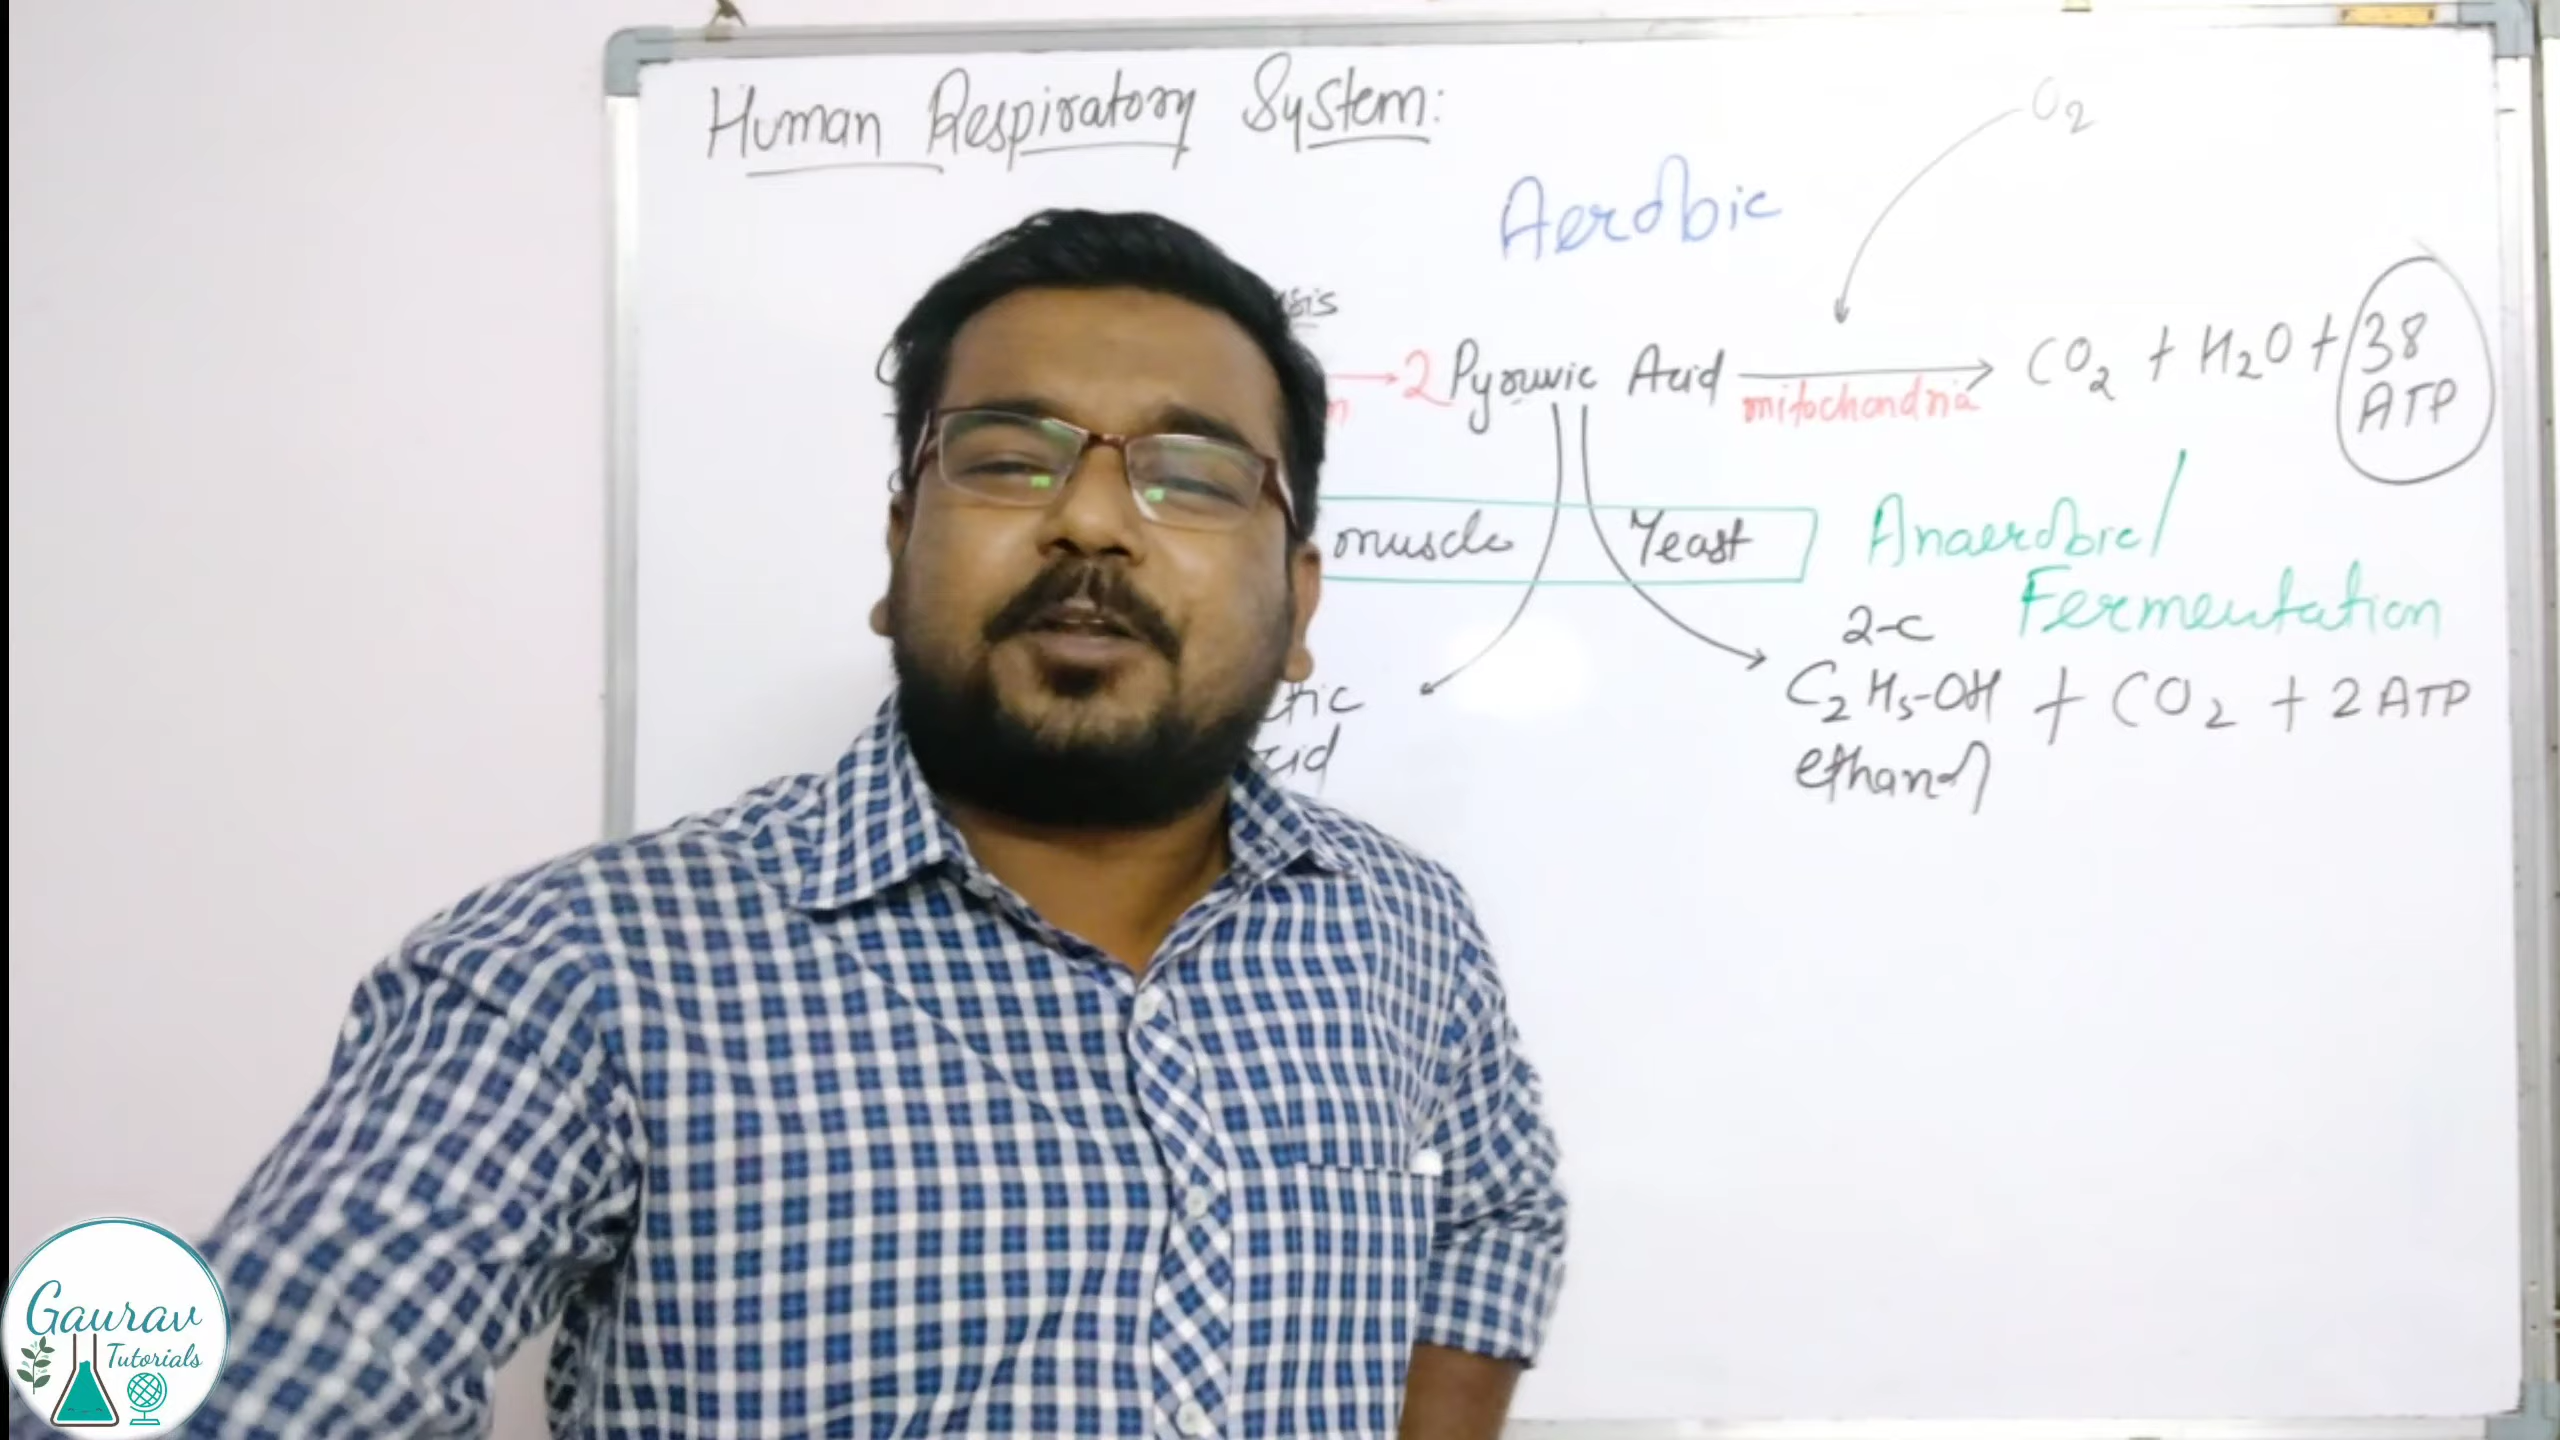 Human Respiratory System:
O2
Aerobic
2 Pyruvic Acid
mitochondria
CO2 + H2O + 38
ATP
muscle
Yeast
Anaerobic/
Fermentation
2-C
C2H5-OH + CO2 + 2 ATP
ethanol
Gaurav
Tutorials